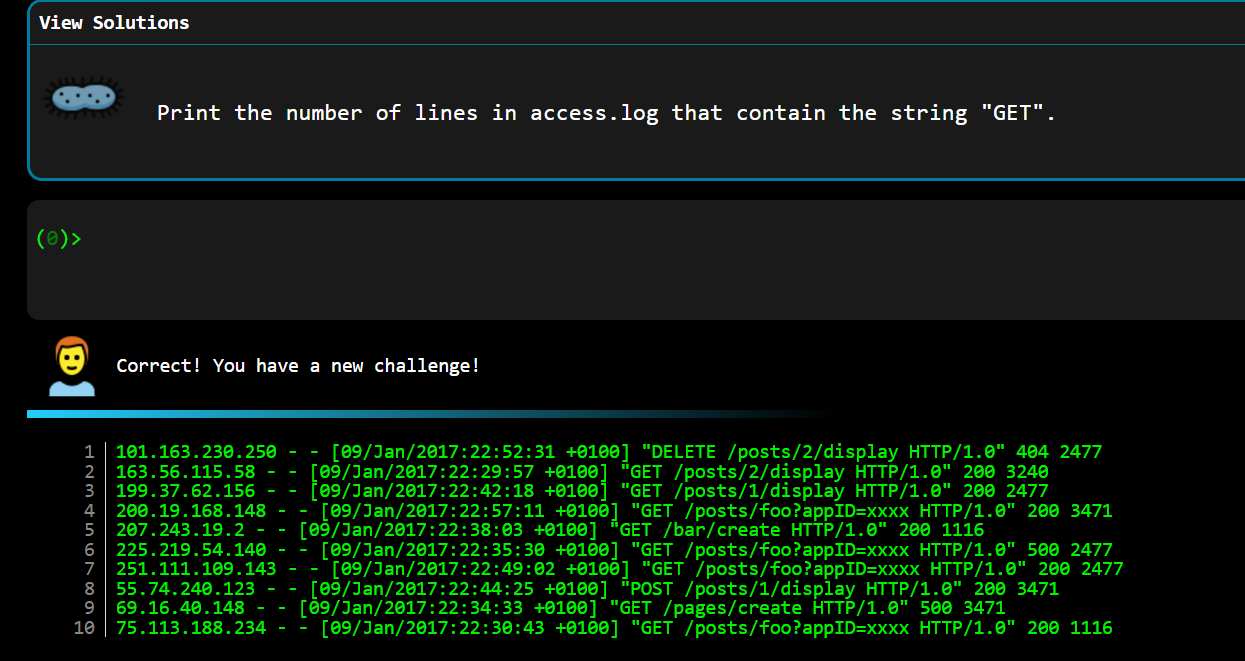 View Solutions
Print the number of lines in access.log that contain the string "GET".
(0)>
Correct! You have a new challenge!
1 101.163.230.250 - - [09/Jan/2017:22:52:31 +0100] "DELETE /posts/2/display HTTP/1.0" 404 2477
2 163.56.115.58 - - [09/Jan/2017:22:29:57 +0100] "GET /posts/2/display HTTP/1.0" 200 3240
3 199.37.62.156 - - [09/Jan/2017:22:42:18 +0100] "GET /posts/1/display HTTP/1.0" 200 2477
4 200.19.168.148 - - [09/Jan/2017:22:57:11 +0100] "GET /posts/foo?appID=xxxx HTTP/1.0" 200 3471
5 207.243.19.2 - - [09/Jan/2017:22:38:03 +0100] "GET /bar/create HTTP/1.0" 200 1116
6 225.219.54.140 - - [09/Jan/2017:22:35:30 +0100] "GET /posts/foo?appID=xxxx HTTP/1.0" 500 2477
7 251.111.109.143 - - [09/Jan/2017:22:49:02 +0100] "GET /posts/foo?appID=xxxx HTTP/1.0" 200 2477
8 55.74.240.123 - - [09/Jan/2017:22:44:25 +0100] "POST /posts/1/display HTTP/1.0" 200 3471
9 69.16.40.148 - - [09/Jan/2017:22:34:33 +0100] "GET /pages/create HTTP/1.0" 500 3471
10 75.113.188.234 - - [09/Jan/2017:22:30:43 +0100] "GET /posts/foo?appID=xxxx HTTP/1.0" 200 1116